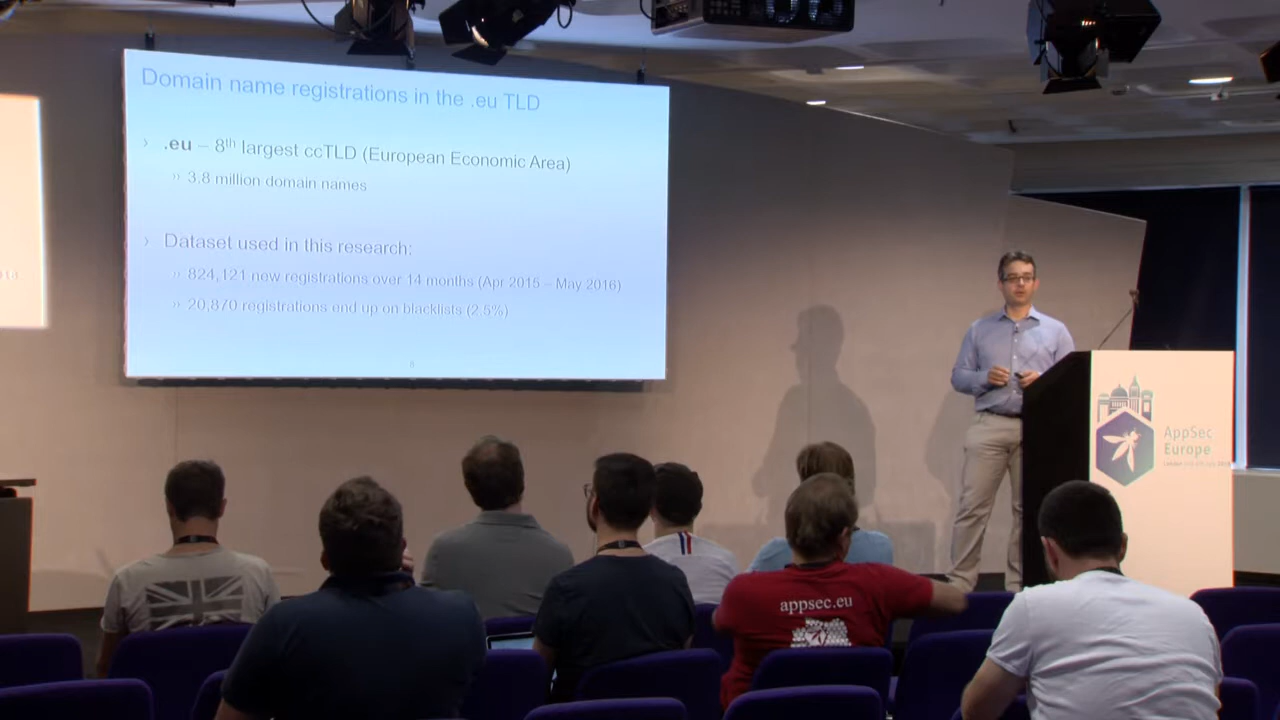 Domain name registrations in the .eu TLD
› .eu – 8th largest ccTLD (European Economic Area)
›› 3.8 million domain names
› Dataset used in this research:
›› 824,121 new registrations over 14 months (Apr 2015 – May 2016)
›› 20,870 registrations end up on blacklists (2.5%)
AppSec
Europe
appsec.eu